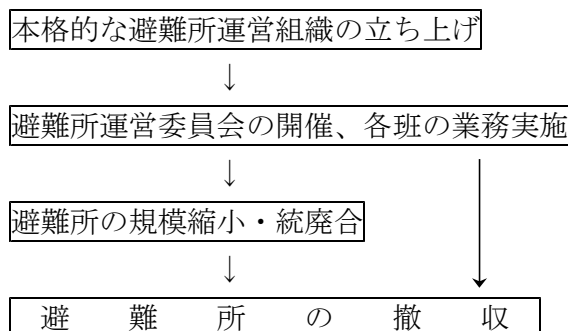 本格的な避難所運営組織の立ち上げ
↓
避難所運営委員会の開催、各班の業務実施
↓
避難所の規模縮小・統廃合
↓
避難所の撤収